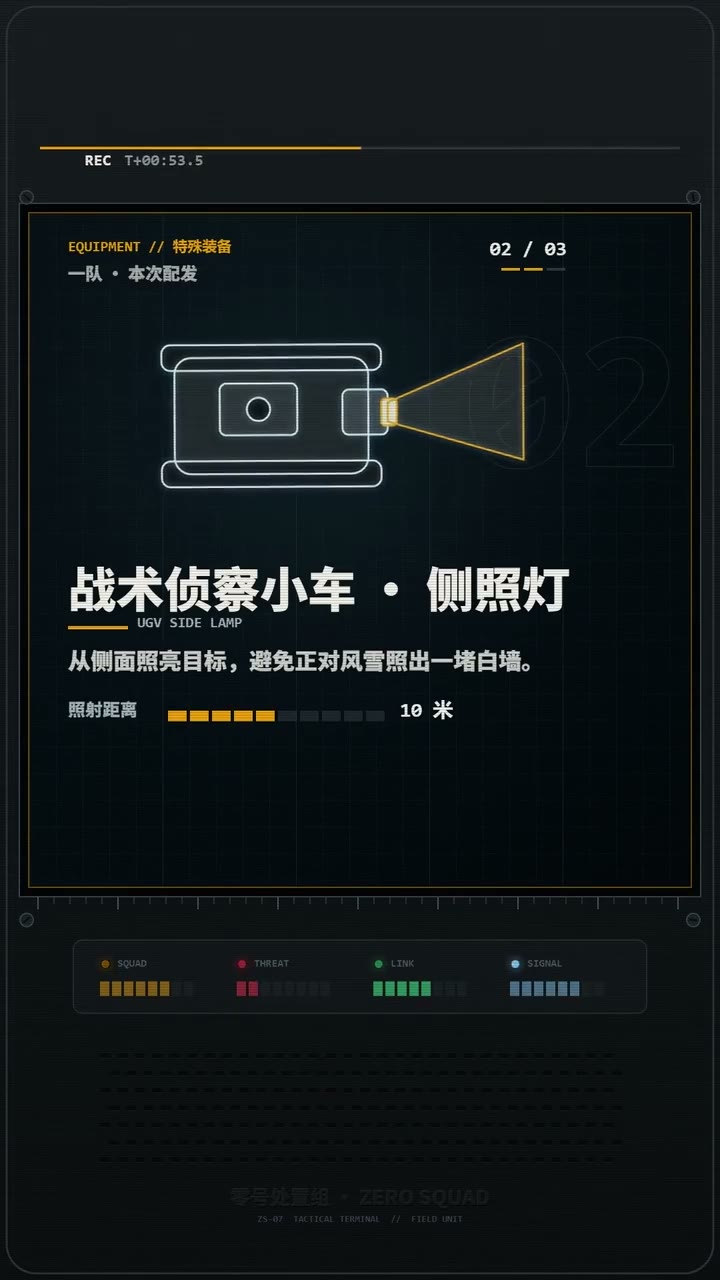 REC T+00:53.5
EQUIPMENT // 特殊装备
02 / 03
一队 • 本次配发
02
战术侦察小车 • 侧照灯
UGV SIDE LAMP
从侧面照亮目标，避免正对风雪照出一堵白墙。
照射距离 10 米
SQUAD THREAT LINK SIGNAL
零号处置组 • ZERO SQUAD
ZS-07 TACTICAL TERMINAL // FIELD UNIT